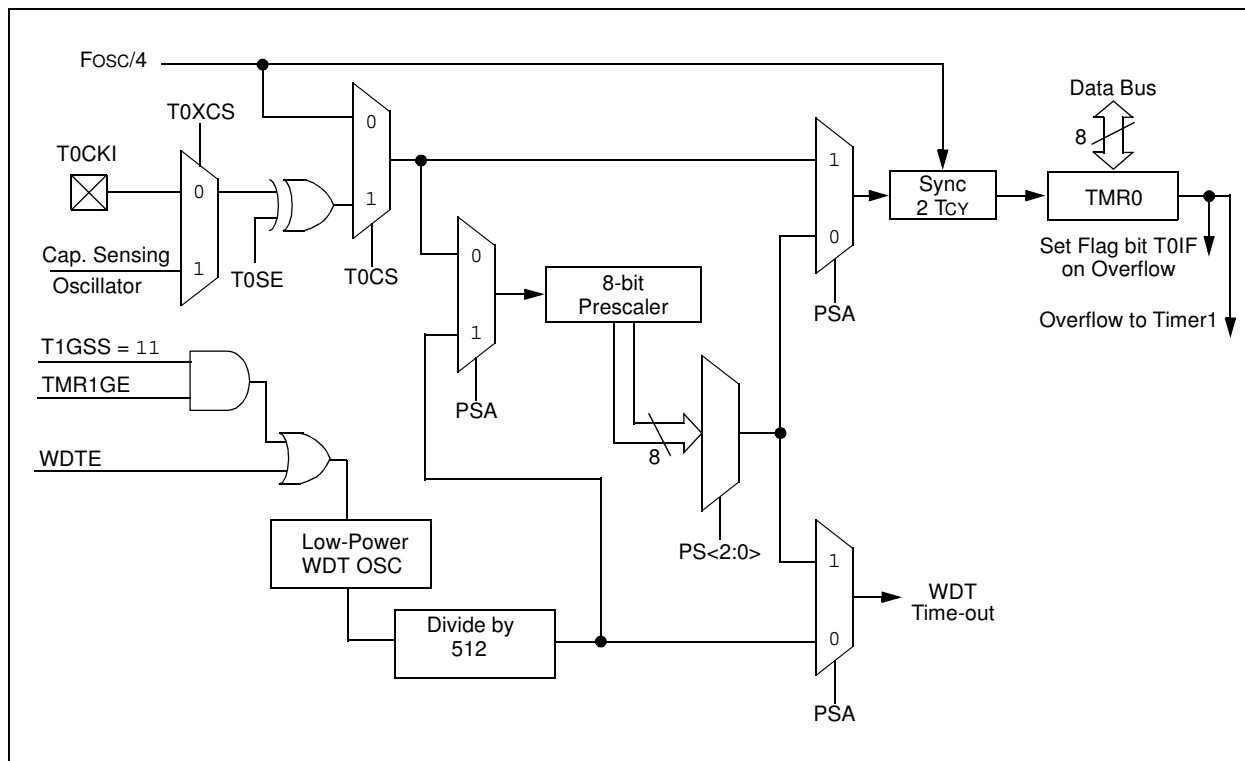 FOSC/4
T0XCS
T0CKI
0
1
Cap. Sensing
Oscillator
T0SE
0
1
T0CS
0
1
PSA
8-bit
Prescaler
8
PS<2:0>
1
0
PSA
Sync
2 TCY
Data Bus
8
TMR0
Set Flag bit T0IF
on Overflow
Overflow to Timer1
T1GSS = 11
TMR1GE
WDTE
Low-Power
WDT OSC
Divide by
512
1
0
PSA
WDT
Time-out